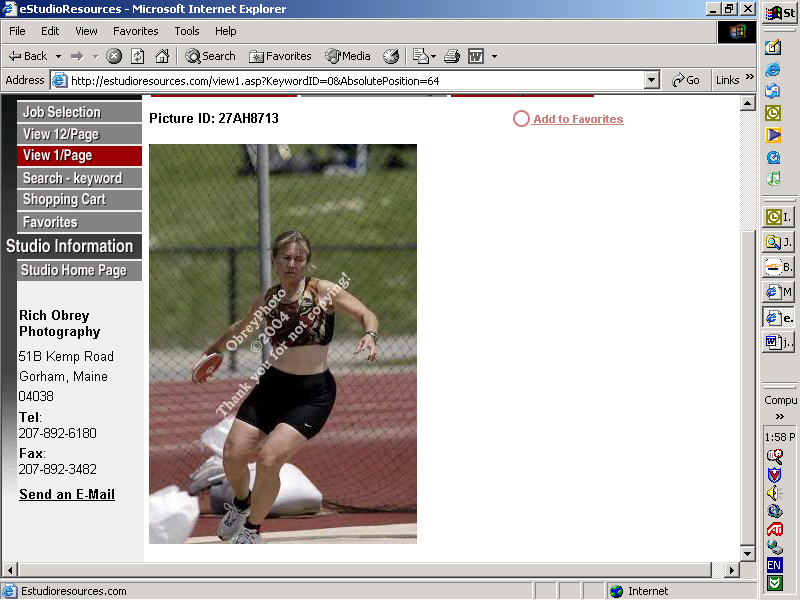 eStudioResources - Microsoft Internet Explorer
St
File Edit View Favorites Tools Help
Back Search Favorites Media
Address http://estudioresources.com/view1.asp?KeywordID=0&AbsolutePosition=64 Go Links »
Job Selection
View 12/Page
View 1/Page
Search - keyword
Shopping Cart
Favorites
Studio Information
Studio Home Page
Rich Obrey
Photography
51B Kemp Road
Gorham, Maine
04038
Tel:
207-892-6180
Fax:
207-892-3482
Send an E-Mail
Picture ID: 27AH8713
Add to Favorites
ObreyPhoto
©2004
Thank you for not copying!
I.
J.
B.
M
e.
j..
Compu
»
1:58 P
EN
Estudioresources.com
Internet